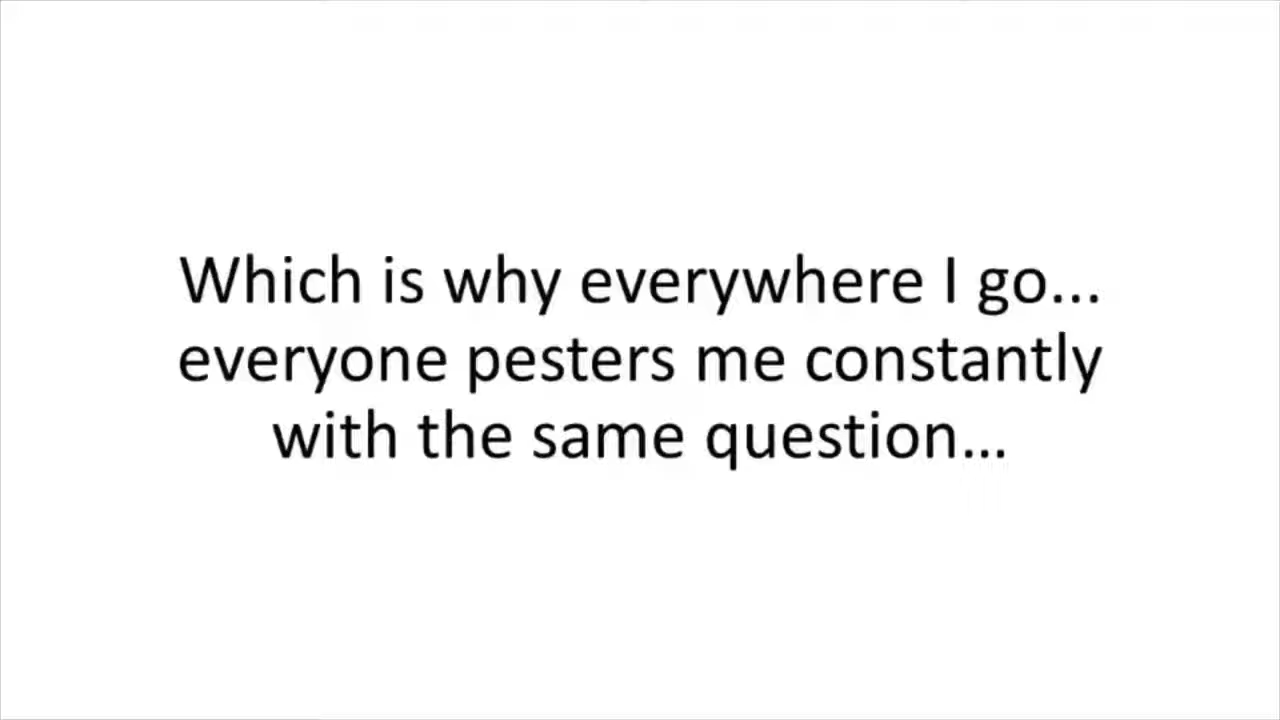 Which is why everywhere I go...
everyone pesters me constantly
with the same question...